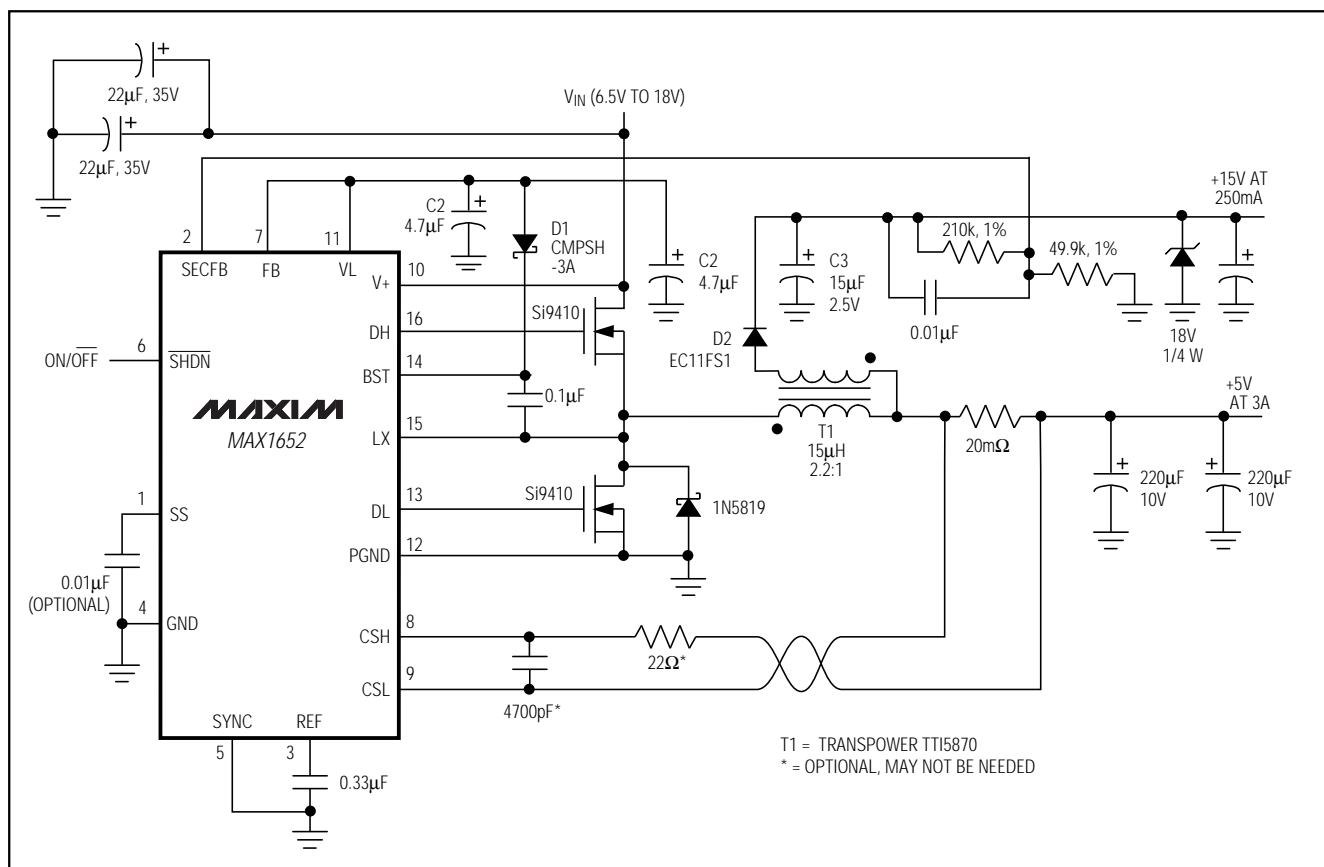 22µF, 35V
22µF, 35V
VIN (6.5V TO 18V)
+15V AT
250mA
C2
4.7µF
D1
CMPSH
-3A
C2
4.7µF
C3
15µF
2.5V
210k, 1%
49.9k, 1%
0.01µF
18V
1/4 W
D2
EC11FS1
2
7
11
SECFB
FB
VL
V+
10
Si9410
DH
16
ON/OFF
6
SHDN
BST
14
0.1µF
MAXIM
MAX1652
LX
15
T1
15µH
2.2:1
20mΩ
+5V
AT 3A
220µF
10V
220µF
10V
Si9410
DL
13
1N5819
1
SS
PGND
12
0.01µF
(OPTIONAL)
4
GND
CSH
8
22Ω*
CSL
9
4700pF*
SYNC
REF
5
3
0.33µF
T1 = TRANSPOWER TTI5870
* = OPTIONAL, MAY NOT BE NEEDED